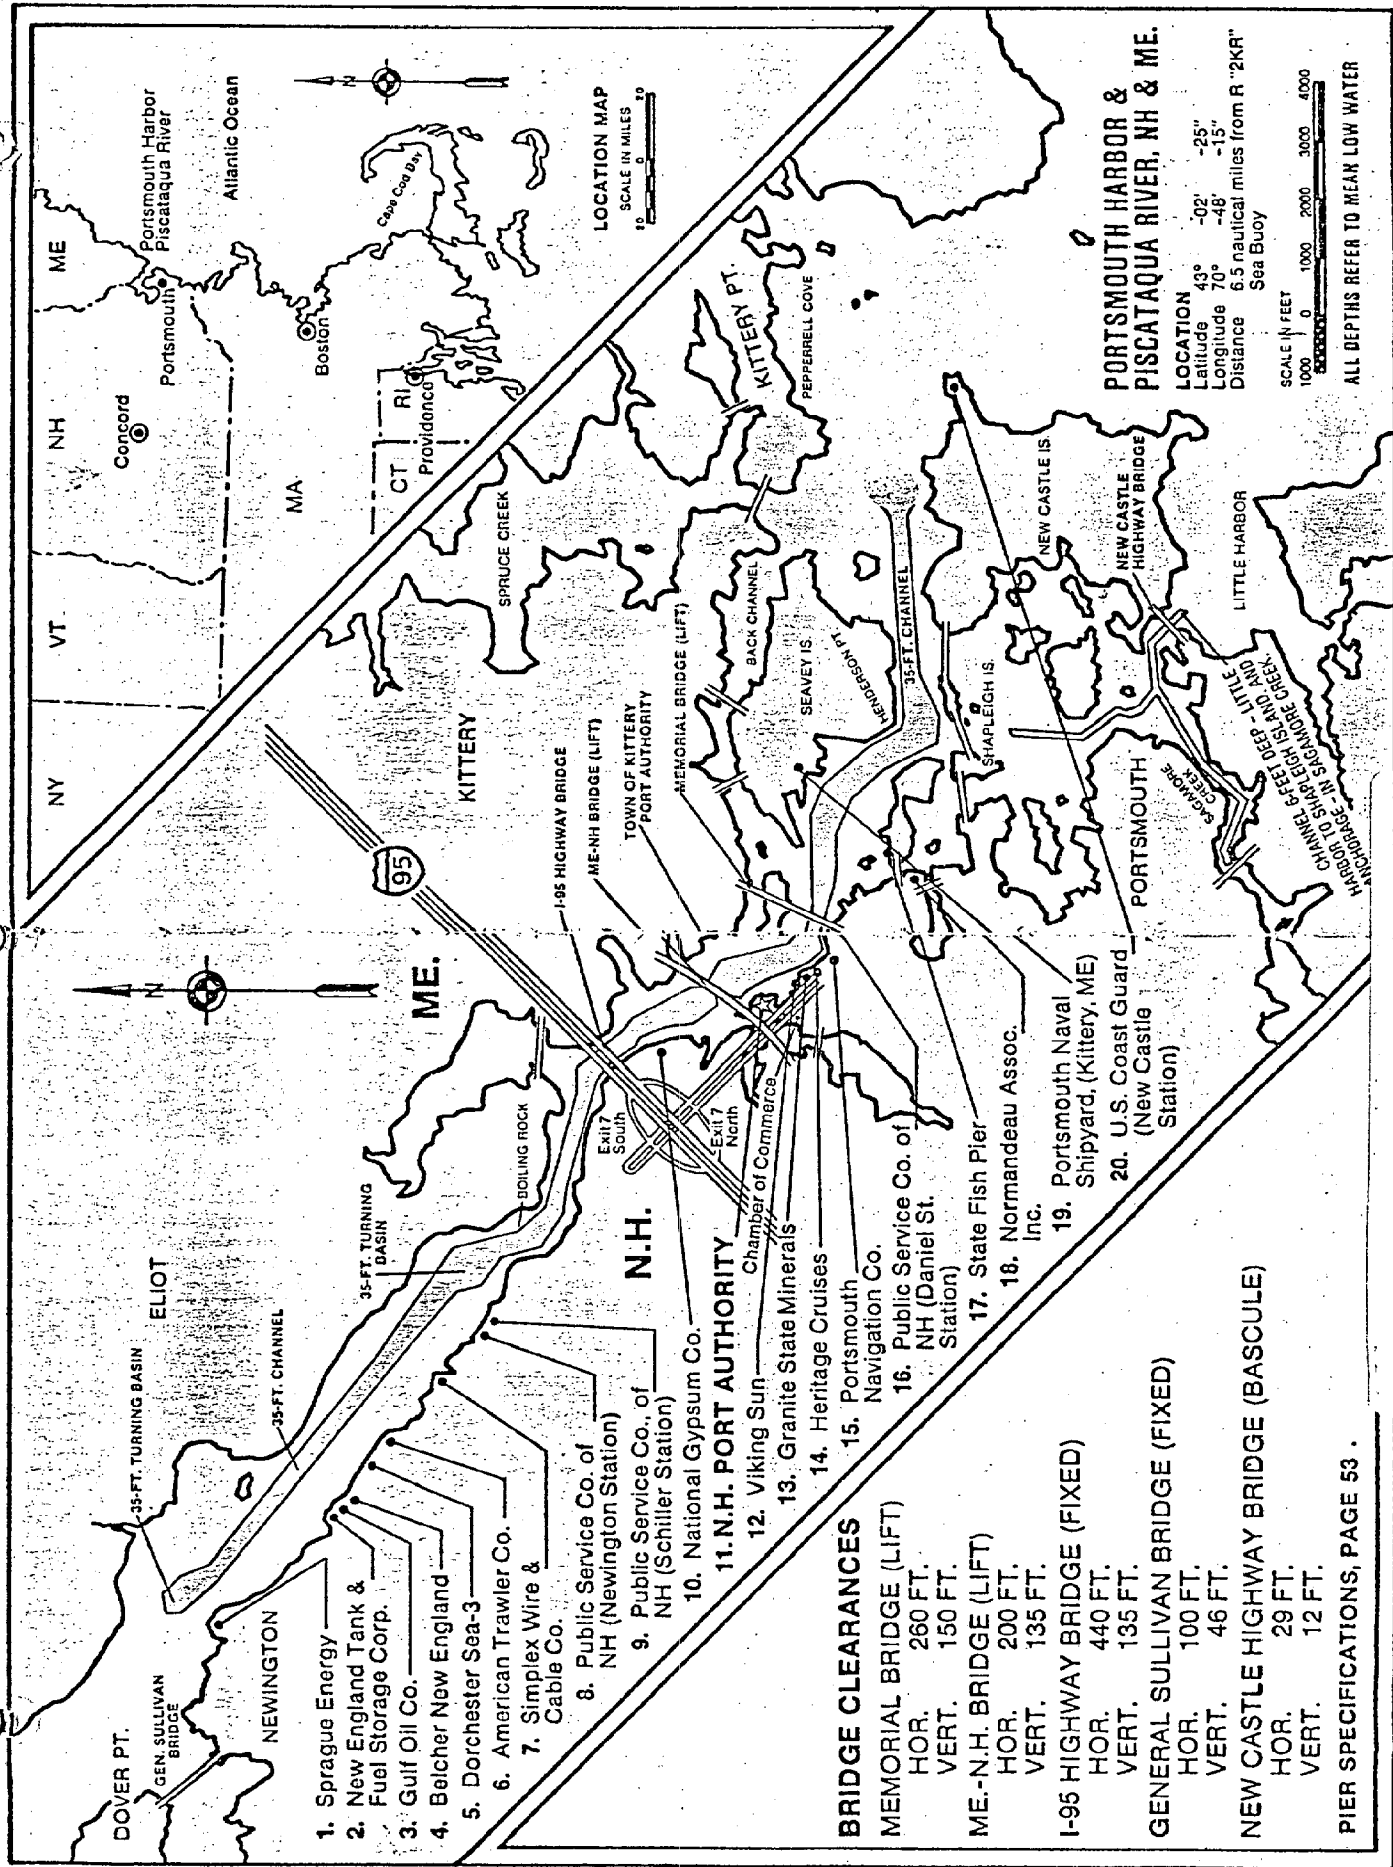 NY
VT
NH
ME
Concord
Portsmouth
Portsmouth Harbor
Piscataqua River
Atlantic Ocean
MA
Boston
CT
RI
Providence
Cape Cod Bay
N
LOCATION MAP
SCALE IN MILES
20 0 20
DOVER PT.
GEN. SULLIVAN
BRIDGE
NEWINGTON
35-FT. TURNING BASIN
ELIOT
35-FT. CHANNEL
35-FT. TURNING
BASIN
BOILING ROCK
N
ME.
N.H.
95
Exit 7
South
Exit 7
North
KITTERY
I-95 HIGHWAY BRIDGE
ME-NH BRIDGE (LIFT)
TOWN OF KITTERY
PORT AUTHORITY
MEMORIAL BRIDGE (LIFT)
SPRUCE CREEK
BACK CHANNEL
SEAVEY IS.
HENDERSON PT.
35-FT. CHANNEL
KITTERY PT.
PEPPERRELL COVE
SHAPLEIGH IS.
NEW CASTLE IS.
NEW CASTLE
HIGHWAY BRIDGE
LITTLE HARBOR
PORTSMOUTH
SAGAMORE
CREEK
CHANNEL 6-FEET DEEP - LITTLE
HARBOR TO SHAPLEIGH ISLAND AND
ANCHORAGE - IN SAGAMORE CREEK.
1. Sprague Energy
2. New England Tank &
Fuel Storage Corp.
3. Gulf Oil Co.
4. Belcher New England
5. Dorchester Sea-3
6. American Trawler Co.
7. Simplex Wire &
Cable Co.
8. Public Service Co. of
NH (Newington Station)
9. Public Service Co., of
NH (Schiller Station)
10. National Gypsum Co.
11. N.H. PORT AUTHORITY
12. Viking Sun
Chamber of Commerce
13. Granite State Minerals
14. Heritage Cruises
15. Portsmouth
Navigation Co.
16. Public Service Co. of
NH (Daniel St.
Station)
17. State Fish Pier
18. Normandeau Assoc.
Inc.
19. Portsmouth Naval
Shipyard, (Kittery, ME)
20. U.S. Coast Guard
(New Castle
Station)
BRIDGE CLEARANCES
MEMORIAL BRIDGE (LIFT)
HOR. 260 FT.
VERT. 150 FT.
ME.-N.H. BRIDGE (LIFT)
HOR. 200 FT.
VERT. 135 FT.
I-95 HIGHWAY BRIDGE (FIXED)
HOR. 440 FT.
VERT. 135 FT.
GENERAL SULLIVAN BRIDGE (FIXED)
HOR. 100 FT.
VERT. 46 FT.
NEW CASTLE HIGHWAY BRIDGE (BASCULE)
HOR. 29 FT.
VERT. 12 FT.
PIER SPECIFICATIONS, PAGE 53 .
PORTSMOUTH HARBOR &
PISCATAQUA RIVER, NH & ME.
LOCATION
Latitude 43° -02' -25"
Longitude 70° -48' -15"
Distance 6.5 nautical miles from R "2KR"
Sea Buoy
SCALE IN FEET
1000 0 1000 2000 3000 4000
ALL DEPTHS REFER TO MEAN LOW WATER